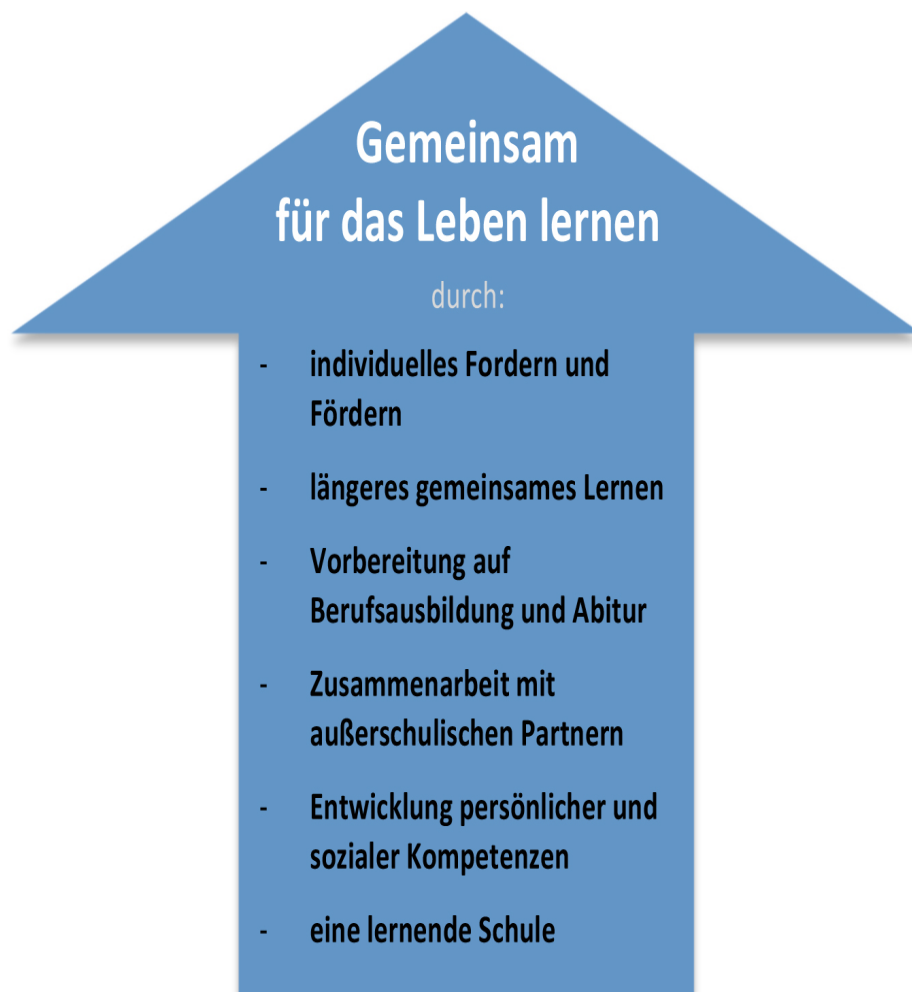 Gemeinsam
für das Leben lernen
durch:
- individuelles Fordern und
Fördern
- längeres gemeinsames Lernen
- Vorbereitung auf
Berufsausbildung und Abitur
- Zusammenarbeit mit
außerschulischen Partnern
- Entwicklung persönlicher und
sozialer Kompetenzen
- eine lernende Schule